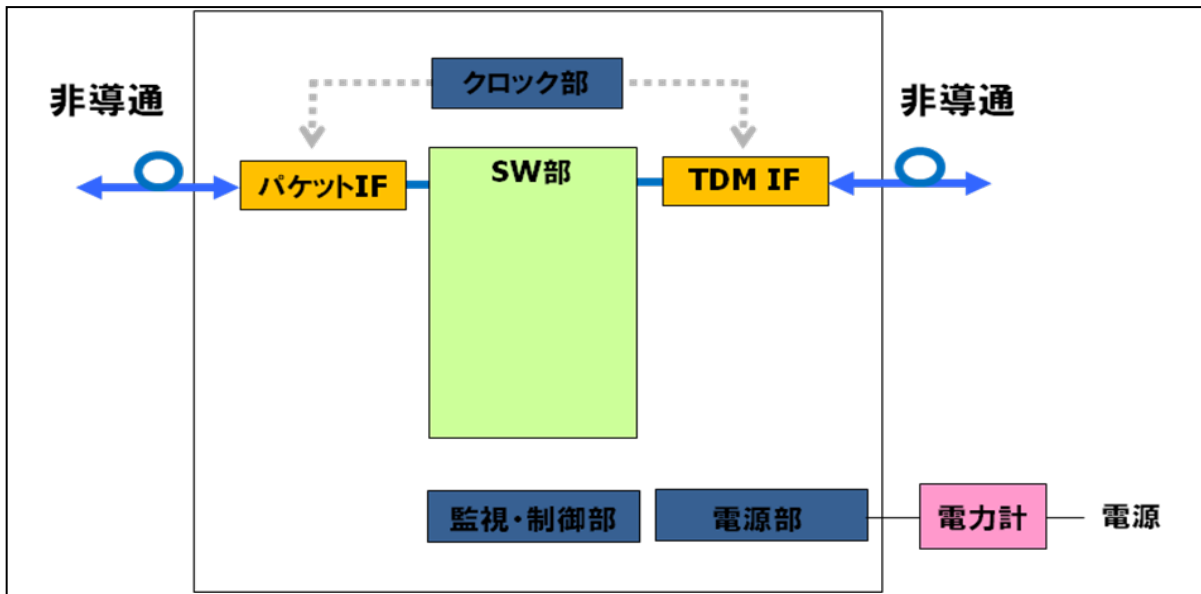 クロック部
非導通
非導通
パケットIF
SW部
TDM IF
監視・制御部
電源部
電力計
電源